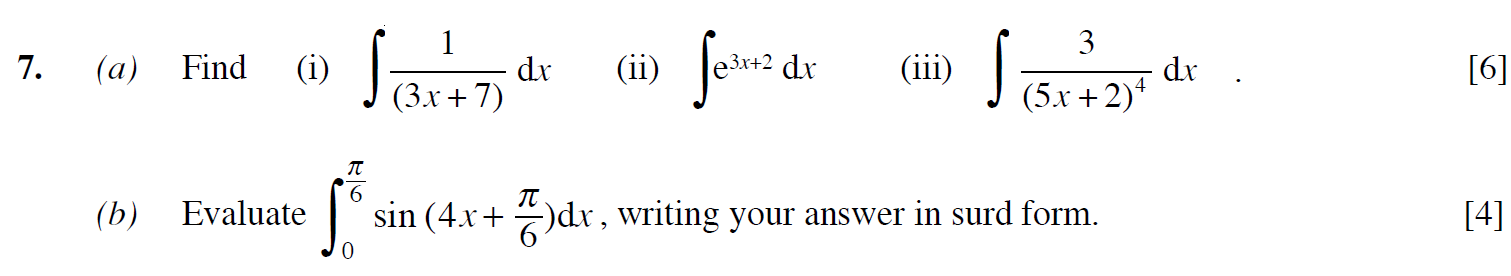 7. (a) Find (i) ∫ 1/(3x + 7) dx (ii) ∫ e^{3x+2} dx (iii) ∫ 3/(5x + 2)^4 dx . [6]
(b) Evaluate ∫_0^{π/6} sin (4x + π/6)dx , writing your answer in surd form. [4]